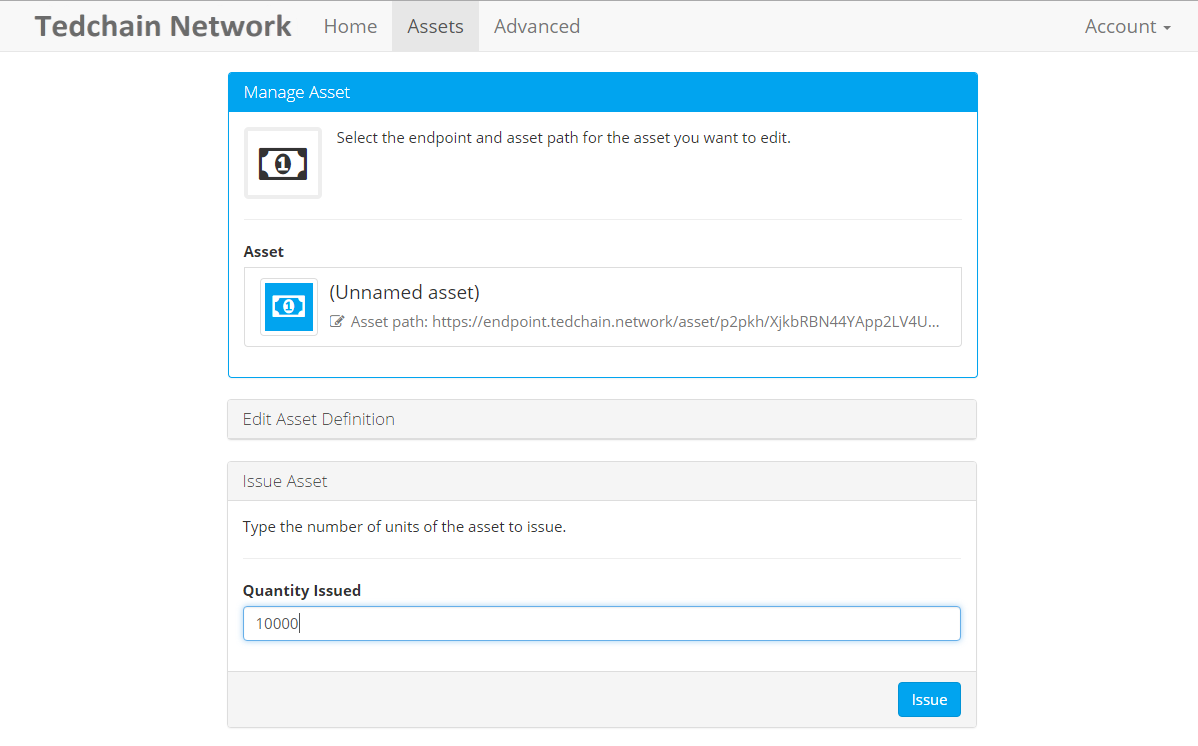 Tedchain Network Home Assets Advanced Account
Manage Asset
Select the endpoint and asset path for the asset you want to edit.
Asset
(Unnamed asset)
Asset path: https://endpoint.tedchain.network/asset/p2pkh/XjkbRBN44YApp2LV4U...
Edit Asset Definition
Issue Asset
Type the number of units of the asset to issue.
Quantity Issued
10000
Issue